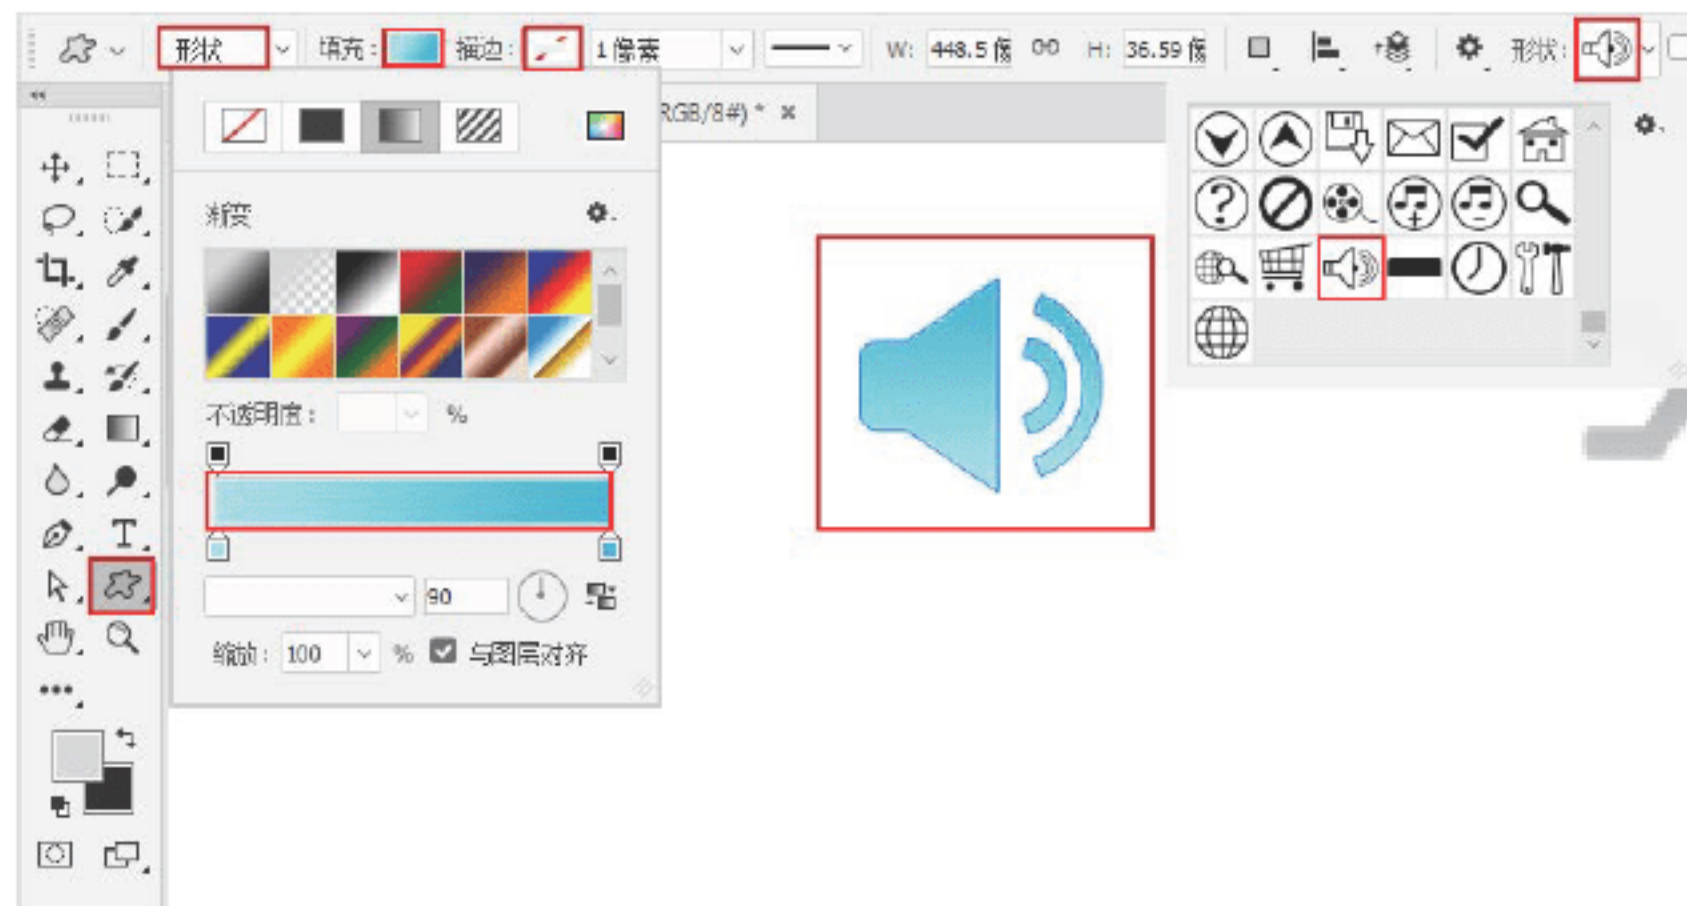 形状 填充： 描边： 1 像素 W: 448.5 像 H: 36.59 像 形状：
RGB/8#) * ×
渐变
不透明度： %
T
90
缩放： 100 % 与图层对齐